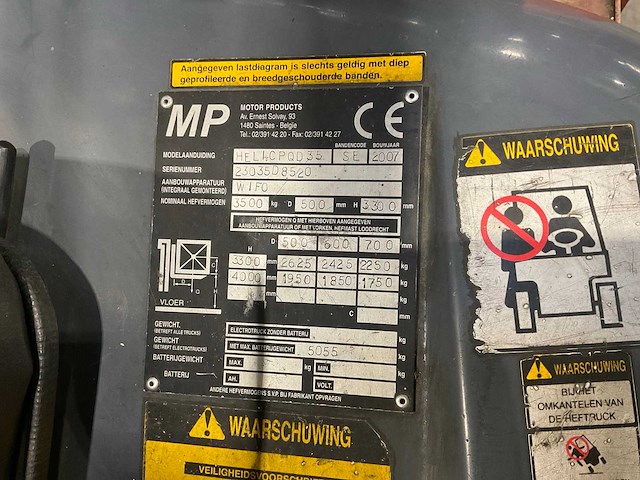 Aangegeven lastdiagram is slechts geldig met diep
geprofileerde en breedgeschouderde banden.
MP
MOTOR PRODUCTS
Av. Ernest Solvay, 93
1480 Saintes - Belgie
Tel.: 02/391 42 20 - Fax: 02/391 42 27
CE
BANDENCODE BOUWJAAR
MODELAANDUIDING HELI CPQD35 SE 2007
SERIENUMMER
AANBOUWAPPARATUUR
(INTEGRAAL GEMONTEERD) WIFO
NOMINAAL HEFVERMOGEN 3500 kg D 500 mm H 3300 mm
HEFVERMOGEN Q MET HIERBOVEN AANGEGEVEN
AANBOUWAPPARATUUR OF MET VORKEN. HEFMAST LOODRECHT
D 500 600 700 mm
H
3300 mm 2625 2425 2250 kg
4000 mm 1950 1850 1750 kg
mm kg
C mm
VLOER
GEWICHT.
(BETREFT ALLE TRUCKS)
ELECTROTRUCK ZONDER BATTERIJ kg
GEWICHT
(BETREFT ELECTROTRUCKS)
MET MAX. BATTERIJGEWICHT 5055 kg
BATTERIJGEWICHT MAX. kg MIN. kg
BATTERIJ AH. VOLT.
ANDERE HEFVERMOGENS S.V.P. BIJ FABRIKANT OPVRAGEN
WAARSCHUWING
WAARSCHUWING
BIJ HET
OMKANTELEN VAN
DE HEFTRUCK
WAARSCHUWING